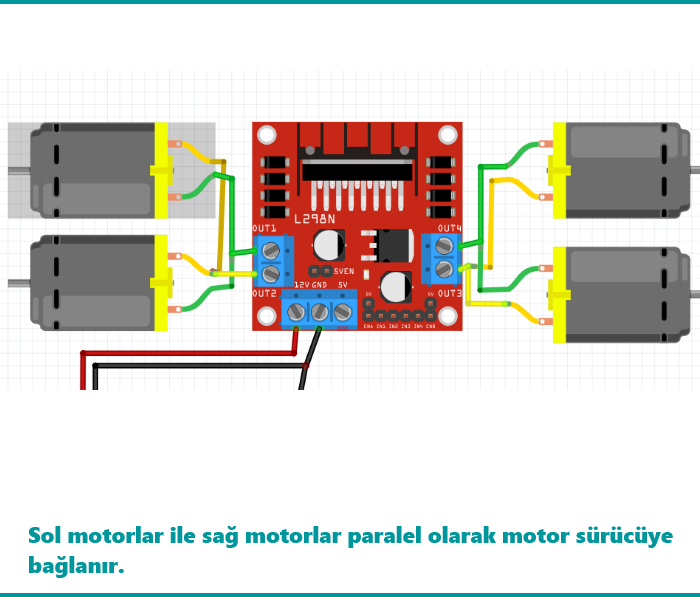 L298N
OUT1
OUT4
5VEN
OUT2
12V GND 5V
OUT3
5V 5V
ENA IN1 IN2 IN3 IN4 ENB
Sol motorlar ile sağ motorlar paralel olarak motor sürücüye
bağlanır.